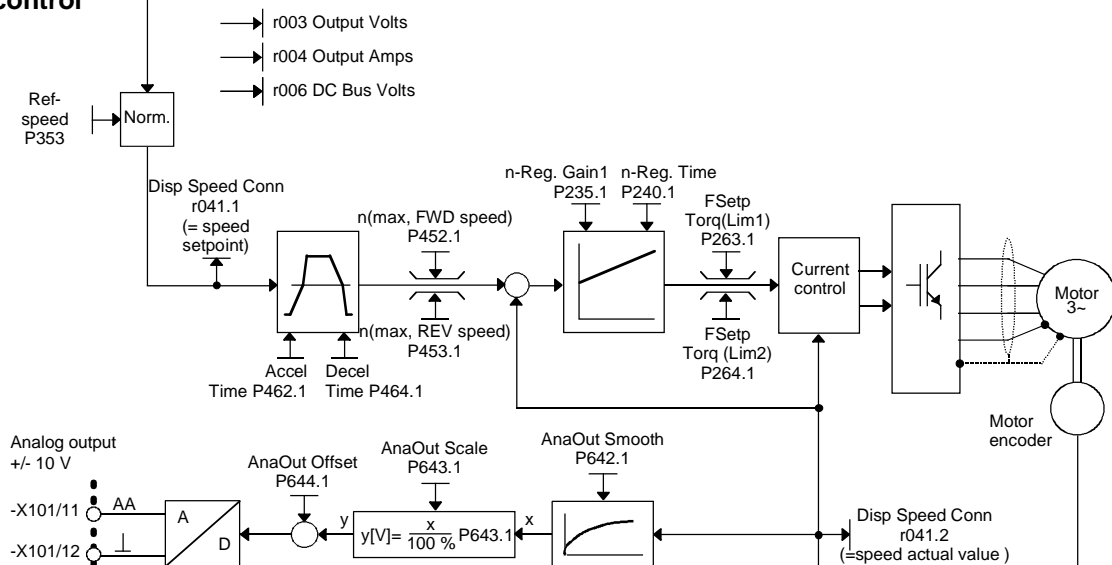 Control
r003 Output Volts
r004 Output Amps
r006 DC Bus Volts
Ref-
speed
P353
Norm.
Disp Speed Conn
r041.1
(= speed
setpoint)
n(max, FWD speed)
P452.1
n(max, REV speed)
P453.1
Accel
Time P462.1
Decel
Time P464.1
n-Reg. Gain1
P235.1
n-Reg. Time
P240.1
FSetp
Torq(Lim1)
P263.1
FSetp
Torq (Lim2)
P264.1
Current
control
Motor
3~
Motor
encoder
Analog output
+/- 10 V
-X101/11
AA
-X101/12
A
D
AnaOut Offset
P644.1
AnaOut Scale
P643.1
y
y[V]= x / 100 % P643.1
x
AnaOut Smooth
P642.1
Disp Speed Conn
r041.2
(=speed actual value )